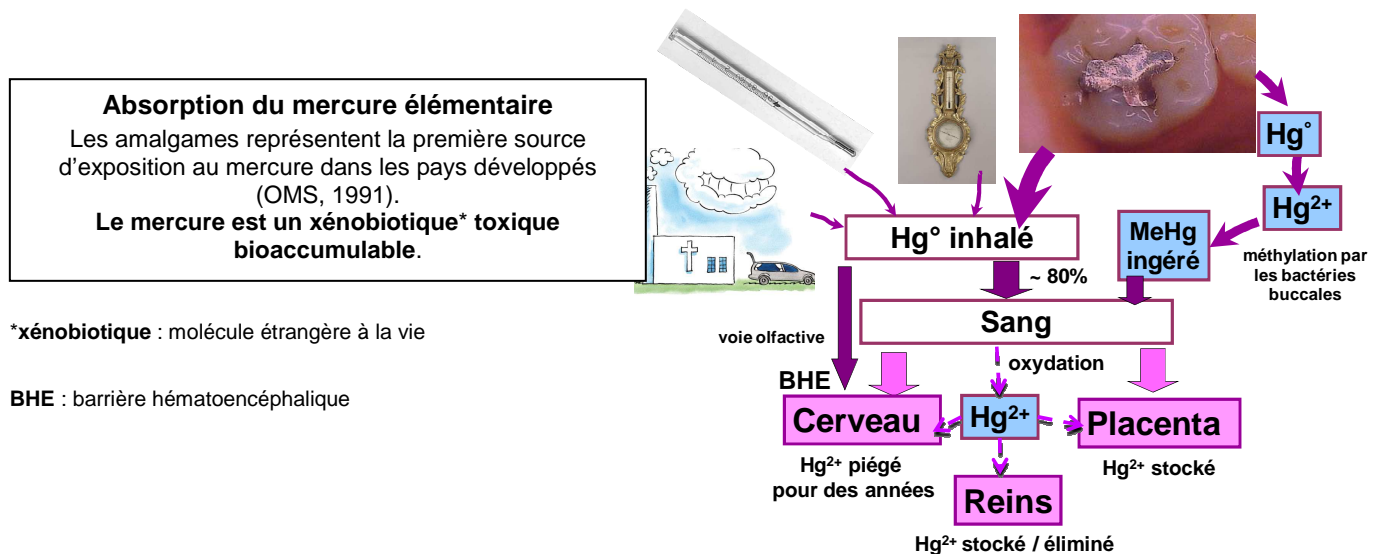 Absorption du mercure élémentaire
Les amalgames représentent la première source
d'exposition au mercure dans les pays développés
(OMS, 1991).
Le mercure est un xénobiotique* toxique
bioaccumulable.
*xénobiotique : molécule étrangère à la vie
BHE : barrière hématoencéphalique
Hg°
Hg²⁺
méthylation par
les bactéries
buccales
MeHg
ingéré
Hg° inhalé
~ 80%
Sang
voie olfactive
oxydation
BHE
Cerveau
Hg²⁺
Placenta
Hg²⁺ piégé
pour des années
Hg²⁺ stocké
Reins
Hg²⁺ stocké / éliminé